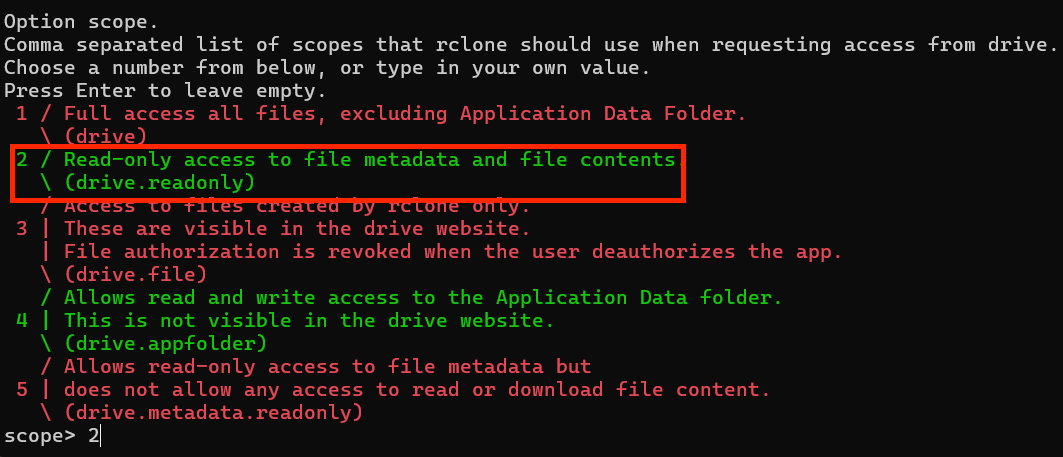 Option scope.
Comma separated list of scopes that rclone should use when requesting access from drive.
Choose a number from below, or type in your own value.
Press Enter to leave empty.
 1 / Full access all files, excluding Application Data Folder.
   \ (drive)
 2 / Read-only access to file metadata and file contents.
   \ (drive.readonly)
   / Access to files created by rclone only.
 3 | These are visible in the drive website.
   | File authorization is revoked when the user deauthorizes the app.
   \ (drive.file)
   / Allows read and write access to the Application Data folder.
 4 | This is not visible in the drive website.
   \ (drive.appfolder)
   / Allows read-only access to file metadata but
 5 | does not allow any access to read or download file content.
   \ (drive.metadata.readonly)
scope> 2